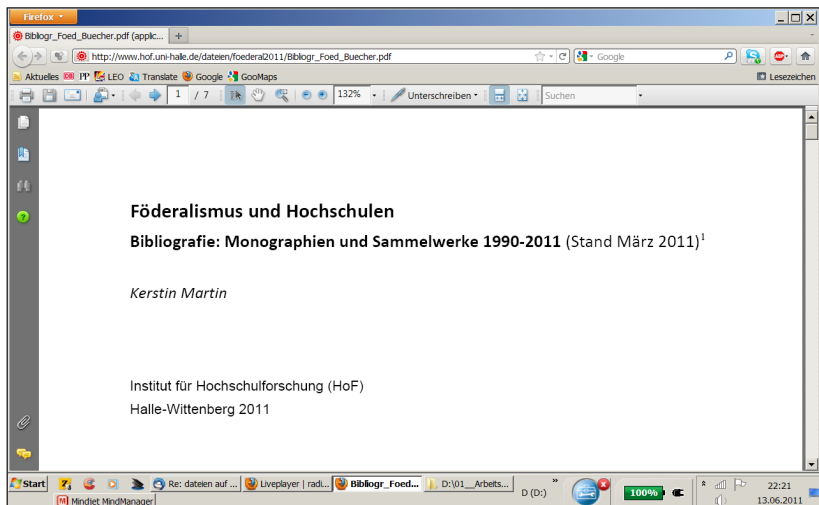 Firefox
Biblogr_Foed_Buecher.pdf (applic...
http://www.hof.uni-halle.de/dateien/foederal2011/Biblogr_Foed_Buecher.pdf
Google
Aktuelles PP LEO Translate Google GooMaps
Lesezeichen
1 / 7 132% Unterschreiben Suchen
Föderalismus und Hochschulen
Bibliografie: Monographien und Sammelwerke 1990-2011 (Stand März 2011)¹
Kerstin Martin
Institut für Hochschulforschung (HoF)
Halle-Wittenberg 2011
Start Re: dateien auf ... Liveplayer | radi... Bibliogr_Foed... D:\01__Arbeits... D (D:) » 100% 22:21
Mindjet MindManager 13.06.2011